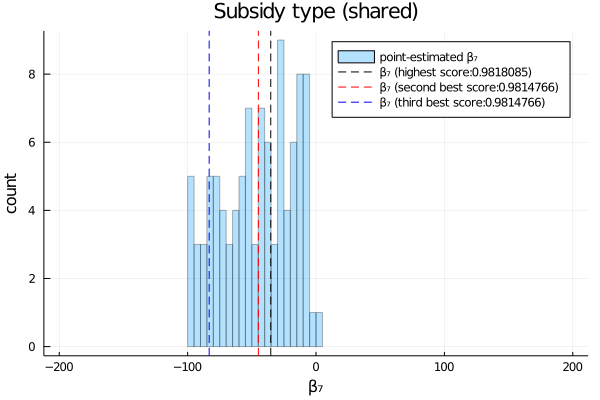 Subsidy type (shared)
point-estimated β₇
β₇ (highest score:0.9818085)
β₇ (second best score:0.9814766)
β₇ (third best score:0.9814766)
count
8
6
4
2
0
−200
−100
0
100
200
β₇